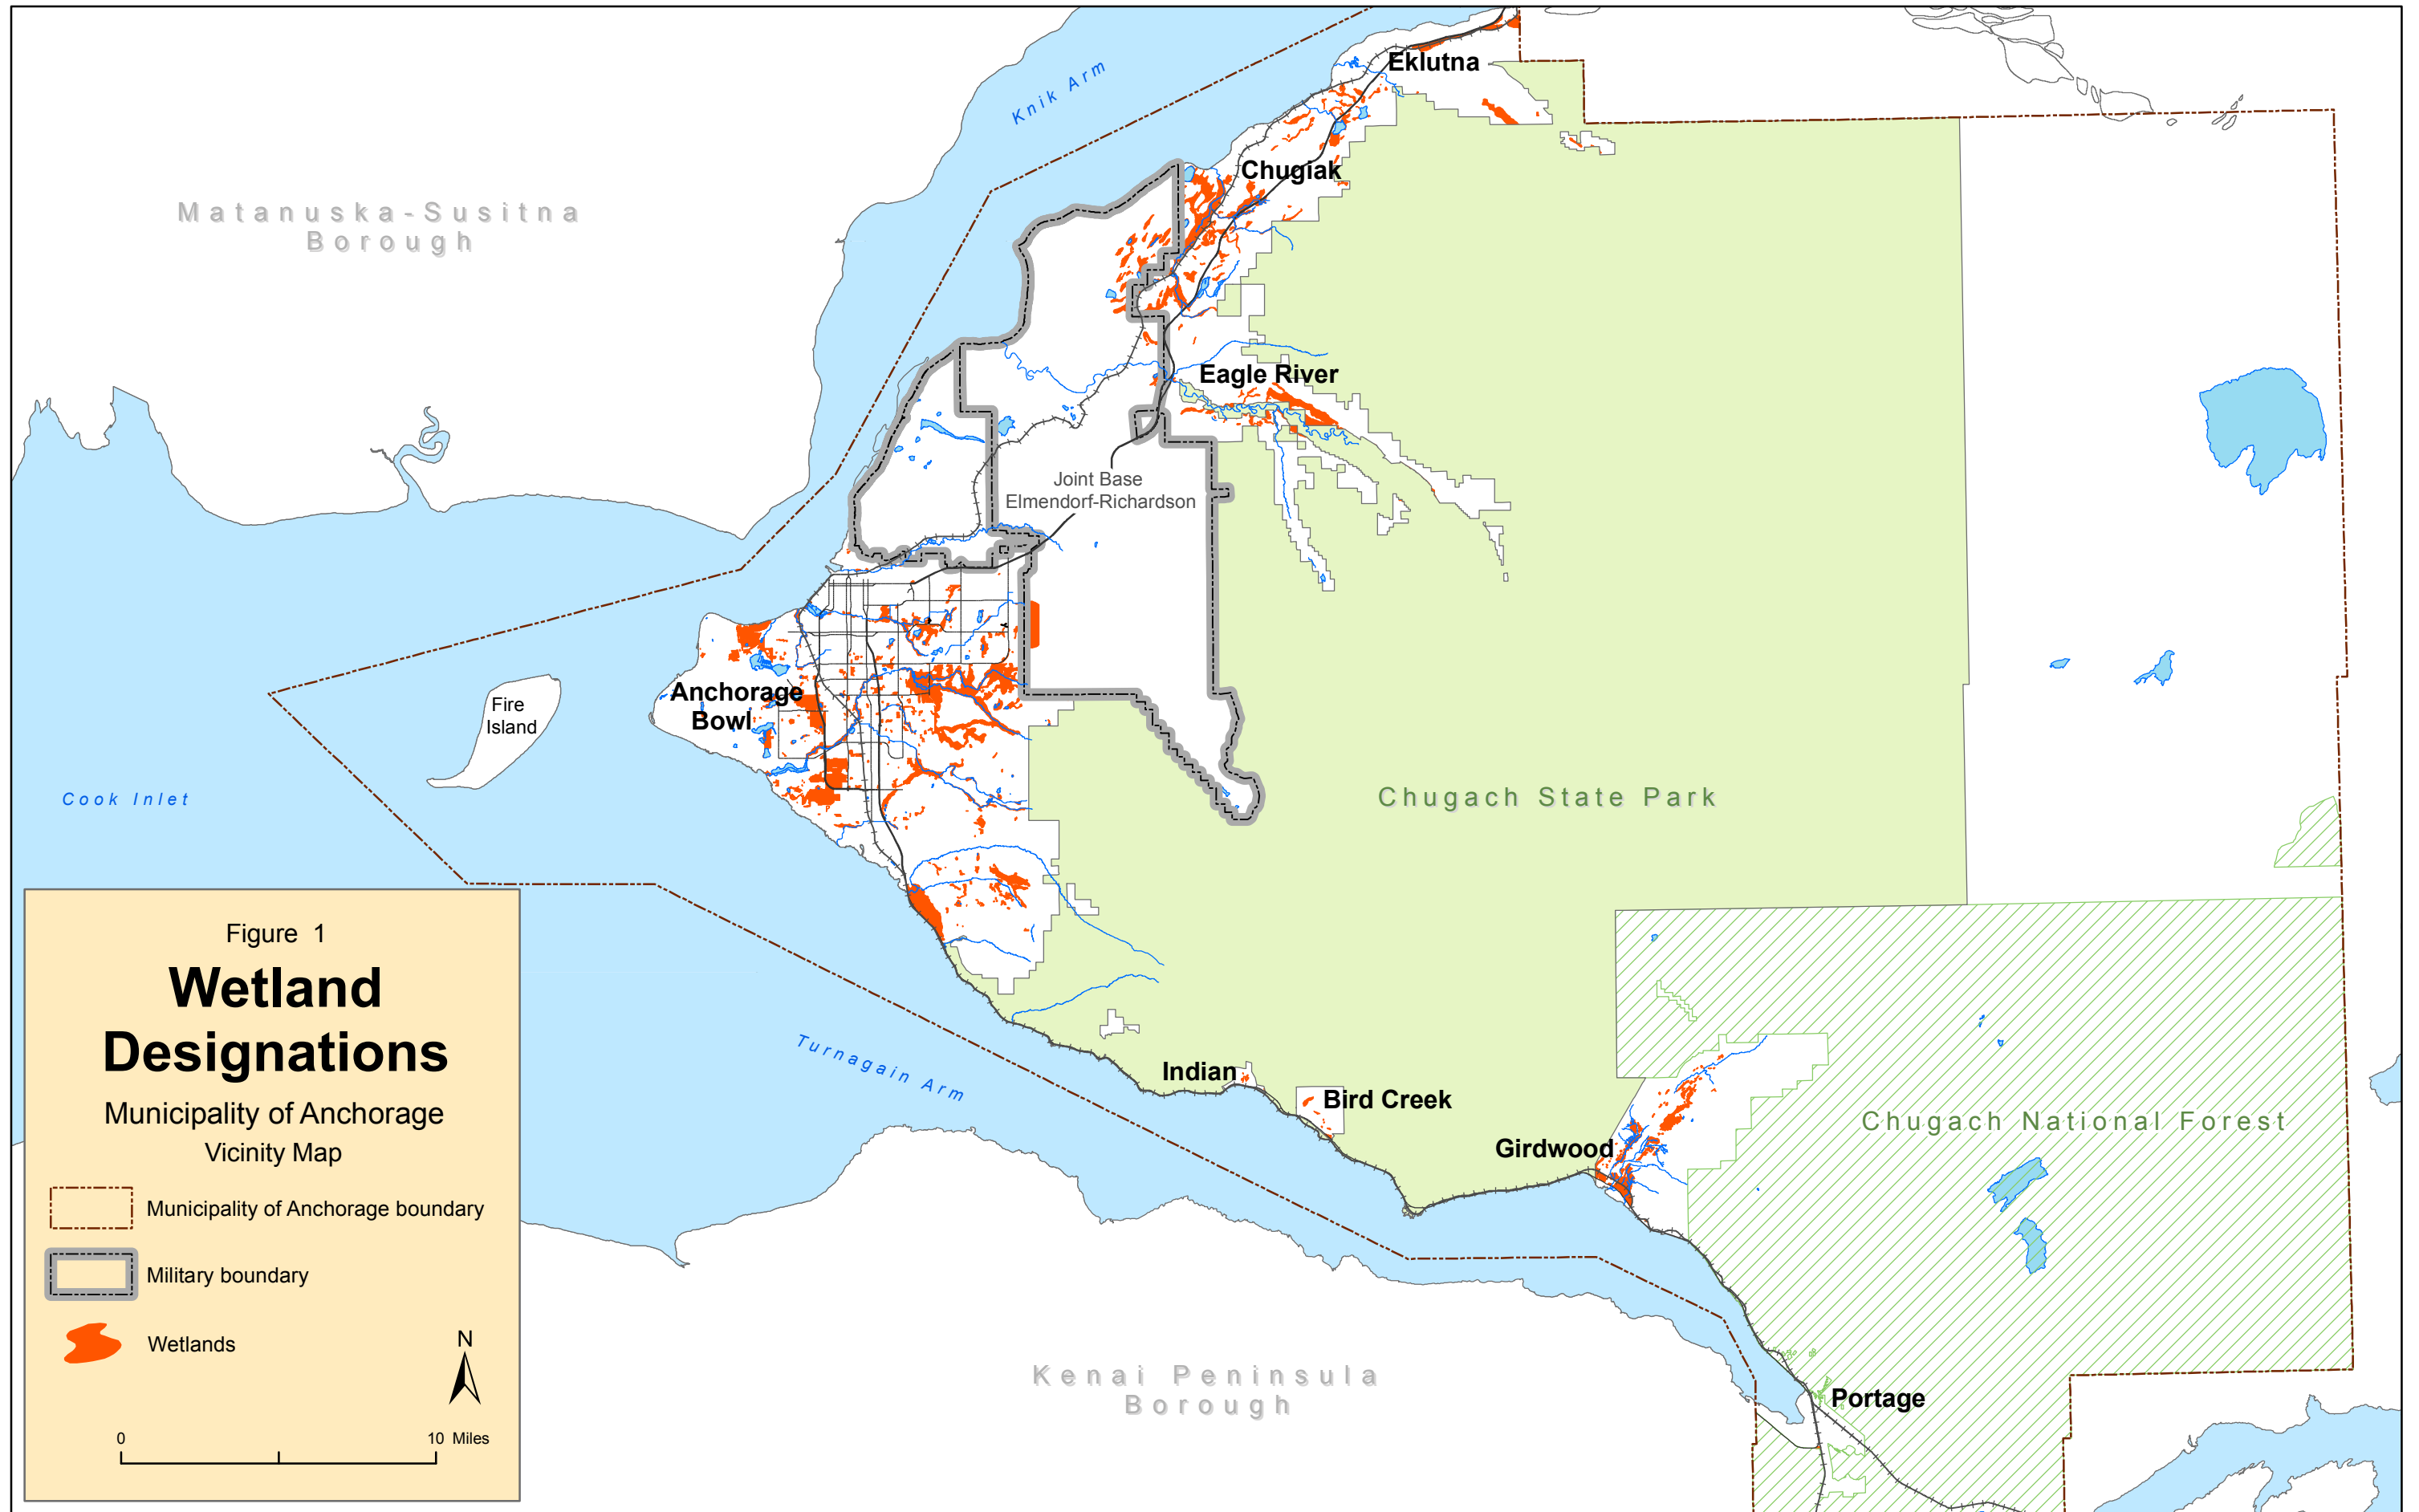 Eklutna
Knik Arm
Chugiak
Matanuska-Susitna
Borough
Eagle River
Joint Base
Elmendorf-Richardson
Anchorage
Bowl
Fire
Island
Cook Inlet
Chugach State Park
Figure 1
Wetland
Designations
Municipality of Anchorage
Vicinity Map
Municipality of Anchorage boundary
Military boundary
Wetlands
N
0
10 Miles
Turnagain Arm
Indian
Bird Creek
Girdwood
Chugach National Forest
Kenai Peninsula
Borough
Portage